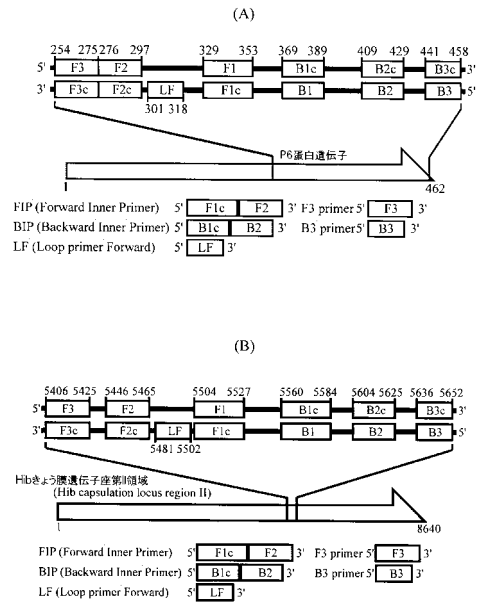 (A)
254 275 276 297 329 353 369 389 409 429 441 458
5' F3 F2 F1 B1c B2c B3c 3'
3' F3c F2c LF F1c B1 B2 B3 5'
301 318
P6蛋白遺伝子
1 462
FIP (Forward Inner Primer) 5' F1c F2 3' F3 primer 5' F3 3'
BIP (Backward Inner Primer) 5' B1c B2 3' B3 primer 5' B3 3'
LF (Loop primer Forward) 5' LF 3'
(B)
5406 5425 5446 5465 5504 5527 5560 5584 5604 5625 5636 5652
5' F3 F2 F1 B1c B2c B3c 3'
3' F3c F2c LF F1c B1 B2 B3 5'
5481 5502
Hibきょう膜遺伝子座第II領域
(Hib capsulation locus region II)
1 8640
FIP (Forward Inner Primer) 5' F1c F2 3' F3 primer 5' F3 3'
BIP (Backward Inner Primer) 5' B1c B2 3' B3 primer 5' B3 3'
LF (Loop primer Forward) 5' LF 3'